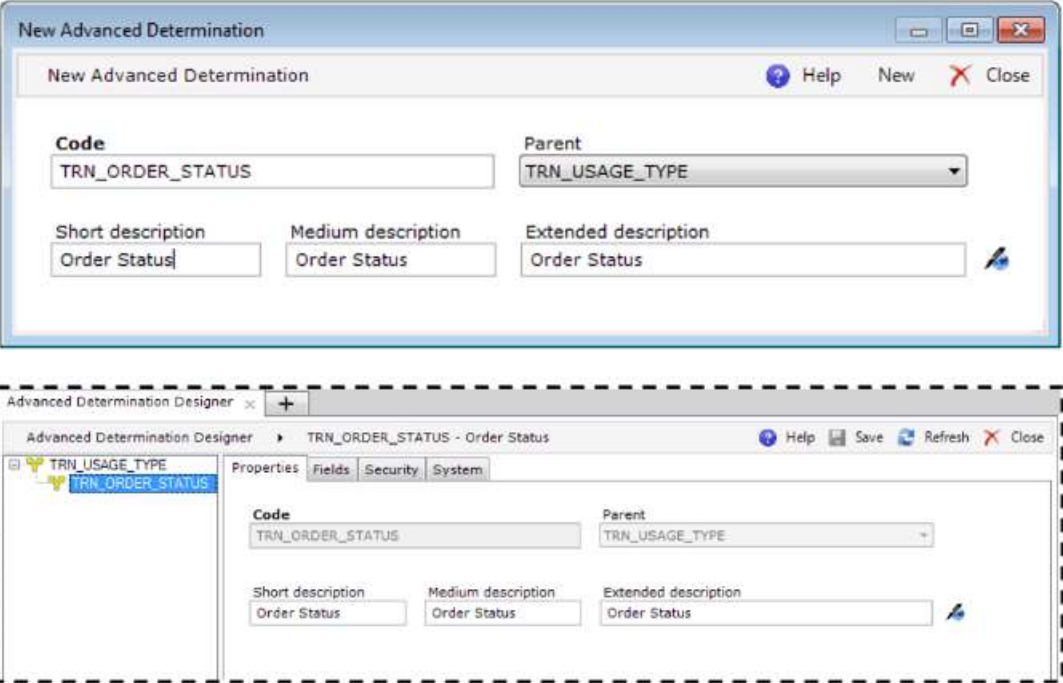 New Advanced Determination
New Advanced Determination Help New Close
Code Parent
TRN_ORDER_STATUS TRN_USAGE_TYPE
Short description Medium description Extended description
Order Status Order Status Order Status
Advanced Determination Designer
Advanced Determination Designer TRN_ORDER_STATUS - Order Status Help Save Refresh Close
TRN_USAGE_TYPE Properties Fields Security System
TRN_ORDER_STATUS
Code Parent
TRN_ORDER_STATUS TRN_USAGE_TYPE
Short description Medium description Extended description
Order Status Order Status Order Status